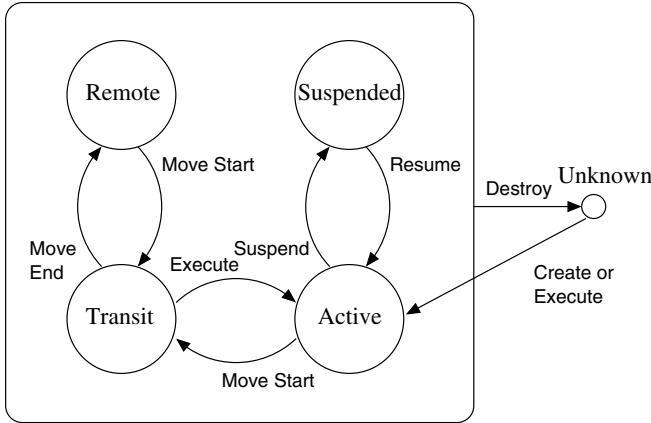 Remote
Suspended
Move Start
Resume
Unknown
Destroy
Move
End
Execute
Suspend
Create or
Execute
Transit
Active
Move Start